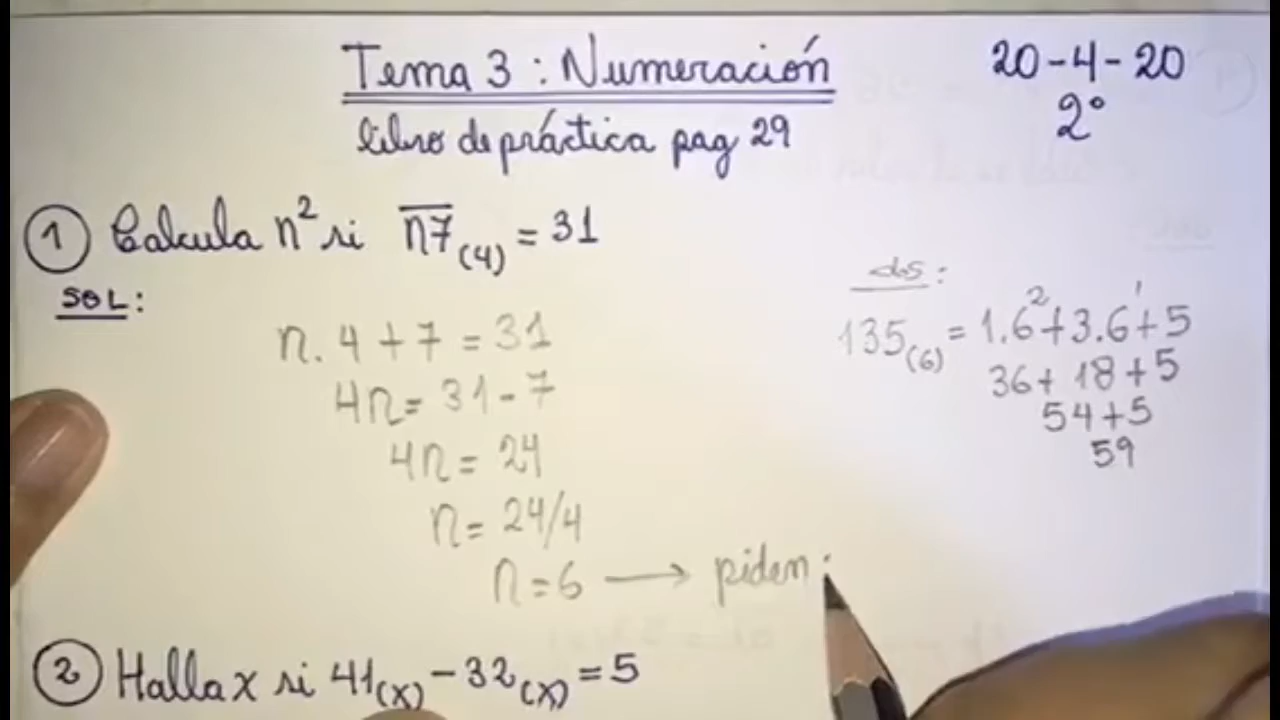 Tema 3 : Numeración
20-4-20
2°
libro de práctica pag 29
1 Calcula n² si n7(4) = 31
SOL:
n. 4 + 7 = 31
4n = 31 - 7
4n = 24
n = 24/4
n = 6 → piden :
obs:
135(6) = 1.6² + 3.6¹ + 5
36 + 18 + 5
54 + 5
59
2 Halla x si 41(x) - 32(x) = 5